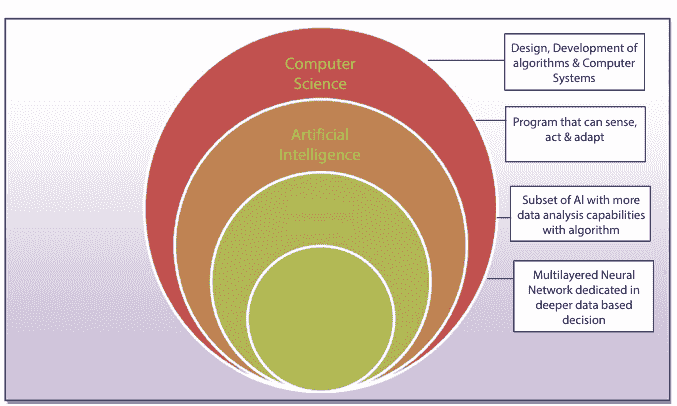 Computer
Science
Artificial
Intelligence
Design, Development of
algorithms & Computer
Systems
Program that can sense,
act & adapt
Subset of AI with more
data analysis capabilities
with algorithm
Multilayered Neural
Network dedicated in
deeper data based
decision